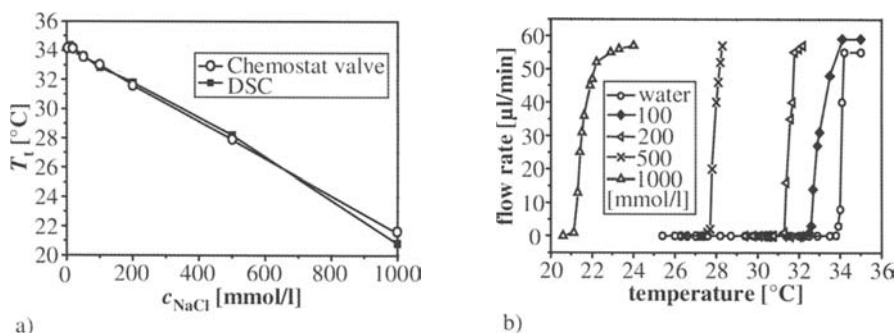 36
34
32
30
28
26
24
22
20
Tt [°C]
Chemostat valve
DSC
0 200 400 600 800 1000
cNaCl [mmol/l]
a)
60
50
40
30
20
10
0
flow rate [µl/min]
water
100
200
500
1000
[mmol/l]
20 22 24 26 28 30 32 34 36
temperature [°C]
b)